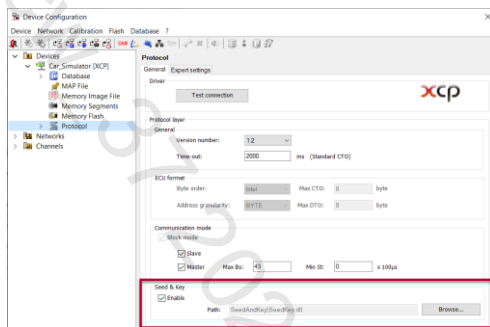 Device Configuration
Device Network Calibration Flash Database ?
Devices
Car_Simulator [XCP]
Database
MAP File
Memory Image File
Memory Segments
Memory Flash
Protocol
Networks
Channels
Protocol
General Expert settings
Driver
Test connection
xcp
Protocol layer
General
Version number: 1.2
Time-out: 2000 ms (Standard CTO)
ECU format
Byte order: Intel Max CTO: 8 byte
Address granularity: BYTE Max DTO: 8 byte
Communication mode
Block mode
Slave
Master Max Bs: 43 Min St: 0 x 100µs
Seed & Key
Enable
Path: SeedAndKey\SeedKey.dll Browse...